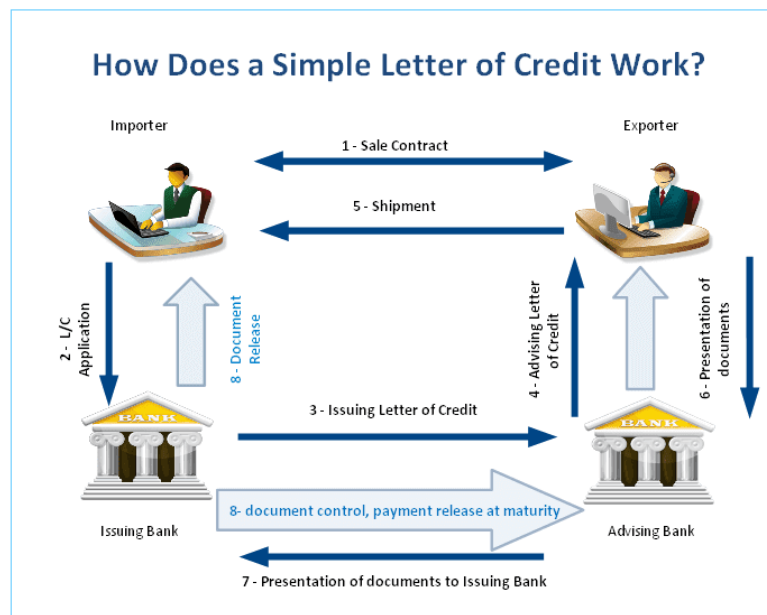 How Does a Simple Letter of Credit Work?
Importer
Exporter
1 - Sale Contract
5 - Shipment
2 - L/C
Application
8 - Document
Release
4 - Advising Letter
of Credit
6 - Presentation of
documents
BANK
3 - Issuing Letter of Credit
BANK
8- document control, payment release at maturity
Issuing Bank
Advising Bank
7 - Presentation of documents to Issuing Bank